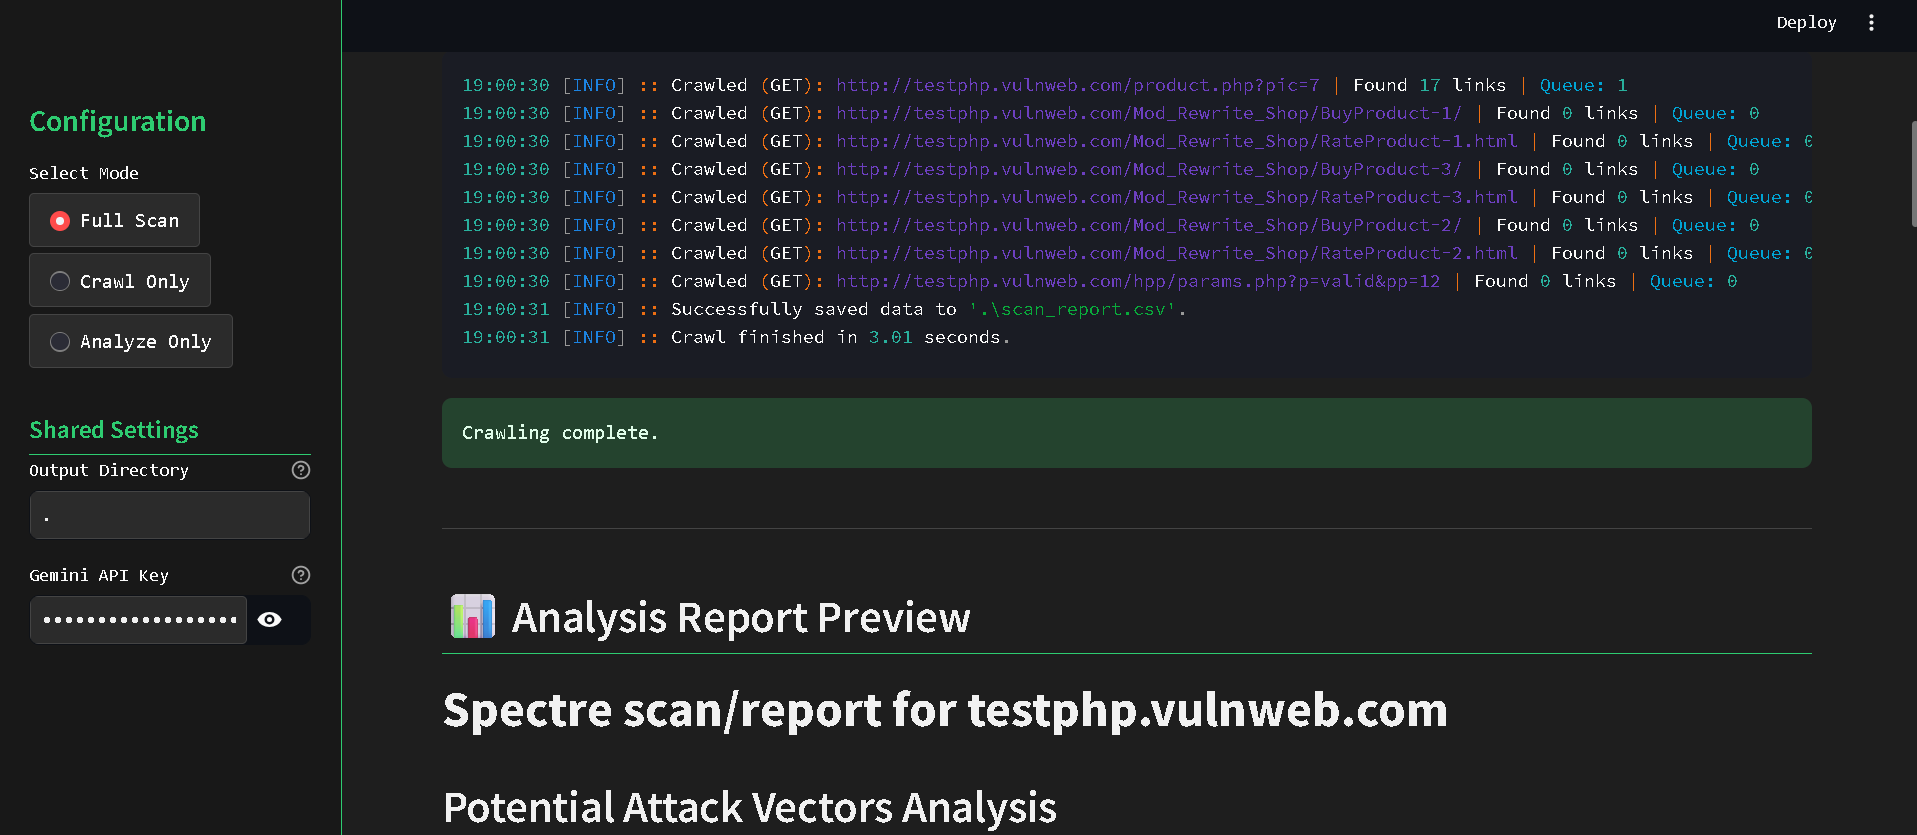 Deploy
Configuration
Select Mode
Full Scan
Crawl Only
Analyze Only
Shared Settings
Output Directory
.
Gemini API Key
19:00:30 [INFO] :: Crawled (GET): http://testphp.vulnweb.com/product.php?pic=7 | Found 17 links | Queue: 1
19:00:30 [INFO] :: Crawled (GET): http://testphp.vulnweb.com/Mod_Rewrite_Shop/BuyProduct-1/ | Found 0 links | Queue: 0
19:00:30 [INFO] :: Crawled (GET): http://testphp.vulnweb.com/Mod_Rewrite_Shop/RateProduct-1.html | Found 0 links | Queue: 0
19:00:30 [INFO] :: Crawled (GET): http://testphp.vulnweb.com/Mod_Rewrite_Shop/BuyProduct-3/ | Found 0 links | Queue: 0
19:00:30 [INFO] :: Crawled (GET): http://testphp.vulnweb.com/Mod_Rewrite_Shop/RateProduct-3.html | Found 0 links | Queue: 0
19:00:30 [INFO] :: Crawled (GET): http://testphp.vulnweb.com/Mod_Rewrite_Shop/BuyProduct-2/ | Found 0 links | Queue: 0
19:00:30 [INFO] :: Crawled (GET): http://testphp.vulnweb.com/Mod_Rewrite_Shop/RateProduct-2.html | Found 0 links | Queue: 0
19:00:30 [INFO] :: Crawled (GET): http://testphp.vulnweb.com/hpp/params.php?p=valid&pp=12 | Found 0 links | Queue: 0
19:00:31 [INFO] :: Successfully saved data to '.\scan_report.csv'.
19:00:31 [INFO] :: Crawl finished in 3.01 seconds.
Crawling complete.
Analysis Report Preview
Spectre scan/report for testphp.vulnweb.com
Potential Attack Vectors Analysis